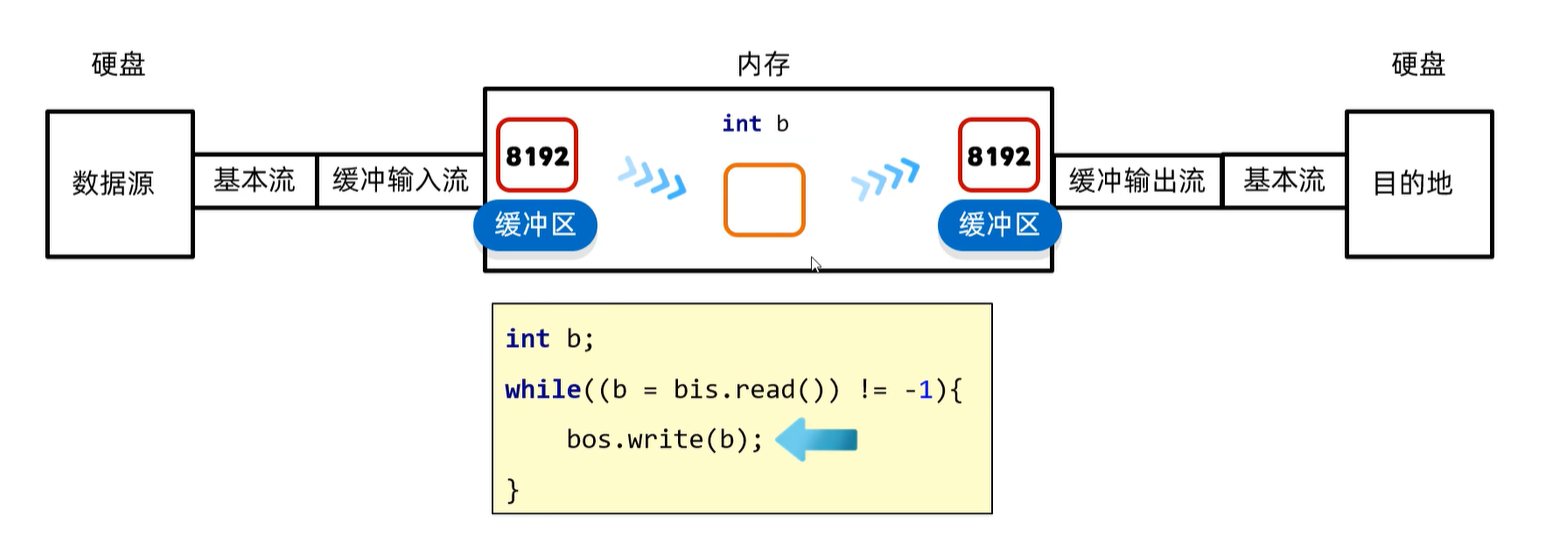 硬盘
内存
硬盘
int b
8192
8192
数据源
基本流
缓冲输入流
缓冲输出流
基本流
目的地
缓冲区
缓冲区
int b;
while((b = bis.read()) != -1){
bos.write(b);
}